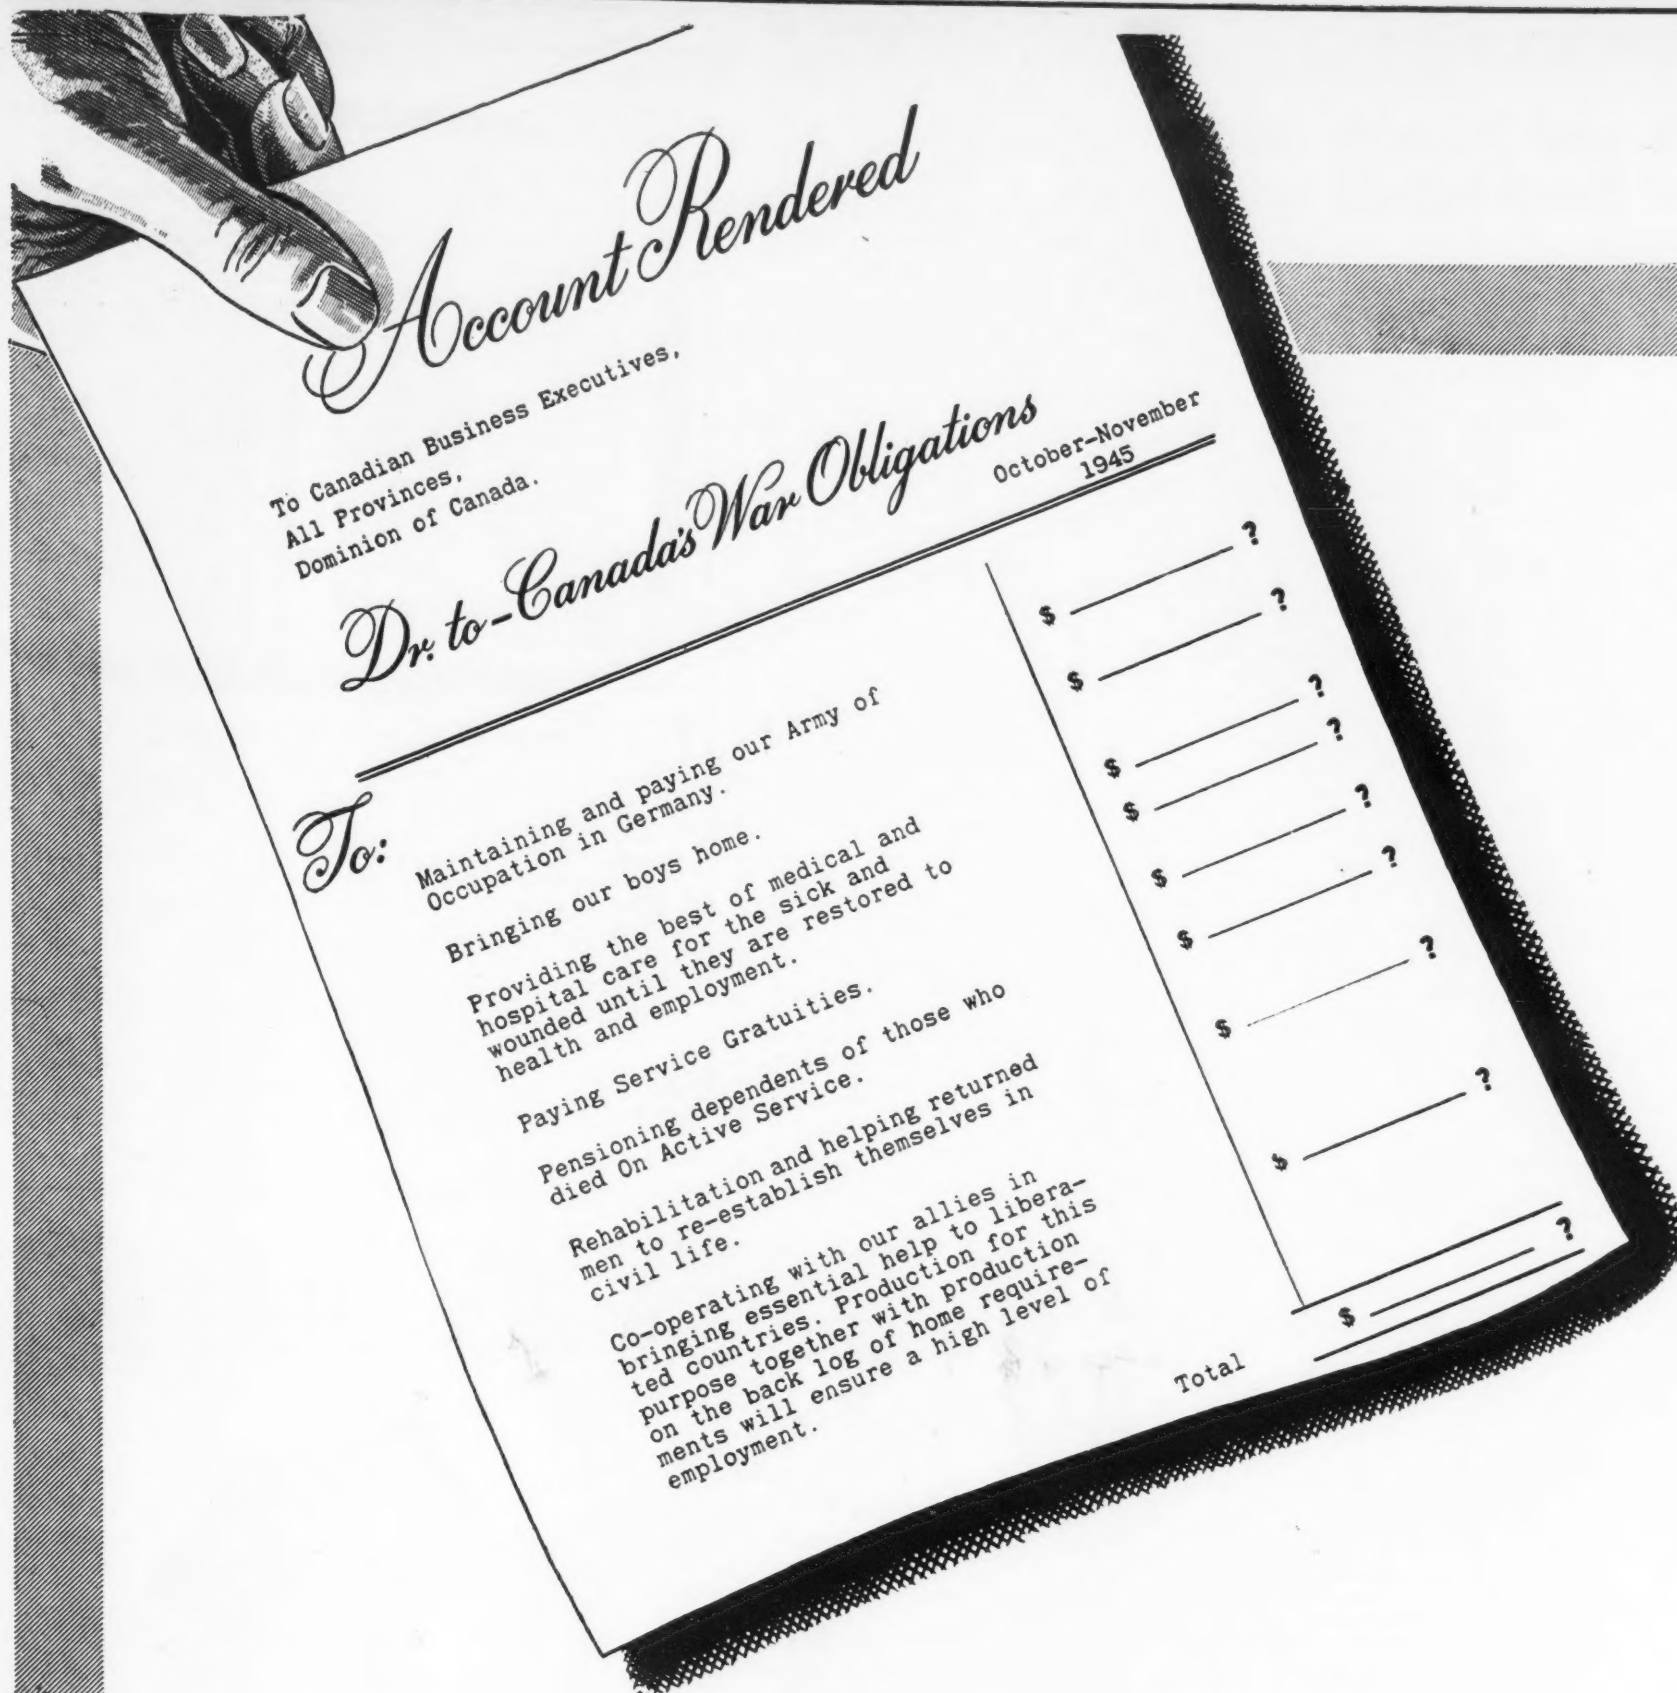 Account Rendered
To Canadian Business Executives,
All Provinces,
Dominion of Canada.
Dr. to-Canada's War Obligations
October-November
1945
To:
Maintaining and paying our Army of
Occupation in Germany.
$ ?
Bringing our boys home.
$ ?
Providing the best of medical and
hospital care for the sick and
wounded until they are restored to
health and employment.
$ ?
Paying Service Gratuities.
$ ?
Pensioning dependents of those who
died On Active Service.
$ ?
Rehabilitation and helping returned
men to re-establish themselves in
civil life.
$ ?
Co-operating with our allies in
bringing essential help to libera-
ted countries. Production for this
purpose together with production
on the back log of home require-
ments will ensure a high level of
employment.
$ ?
$ ?
Total
$ ?